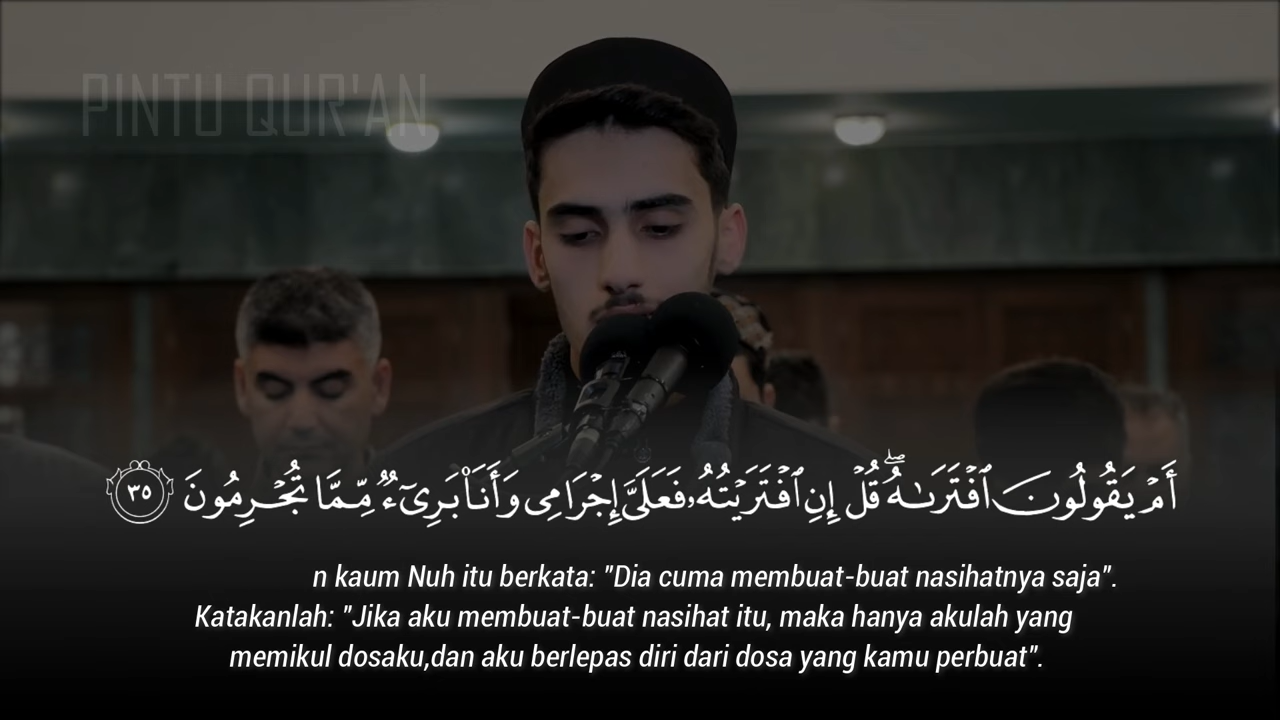 PINTU QUR'AN
أَمْ يَقُولُونَ ٱفْتَرَىٰهُ ۖ قُلْ إِنِ ٱفْتَرَيْتُهُۥ فَعَلَىَّ إِجْرَامِى وَأَنَا۠ بَرِىٓءٌ مِّمَّا تُجْرِمُونَ ٣٥
n kaum Nuh itu berkata: "Dia cuma membuat-buat nasihatnya saja".
Katakanlah: "Jika aku membuat-buat nasihat itu, maka hanya akulah yang
memikul dosaku,dan aku berlepas diri dari dosa yang kamu perbuat".